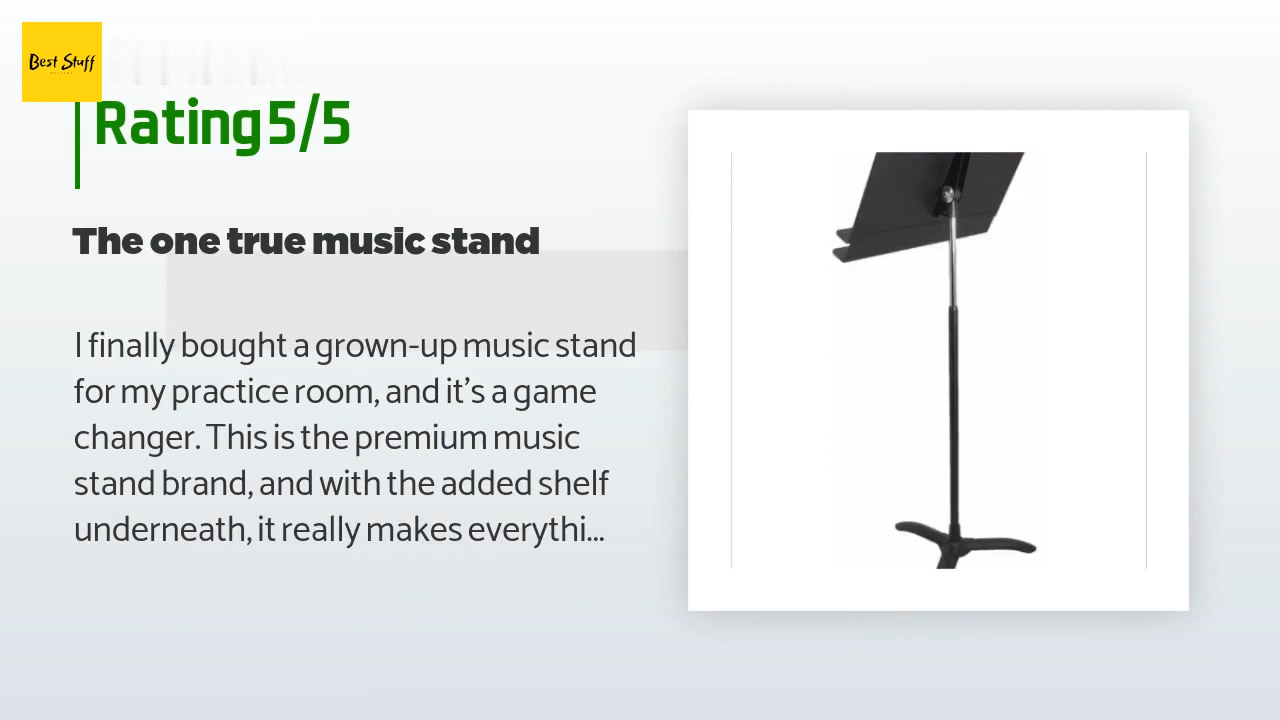 Best Stuff
Rating 5/5
The one true music stand
I finally bought a grown-up music stand
for my practice room, and it's a game
changer. This is the premium music
stand brand, and with the added shelf
underneath, it really makes everythi...